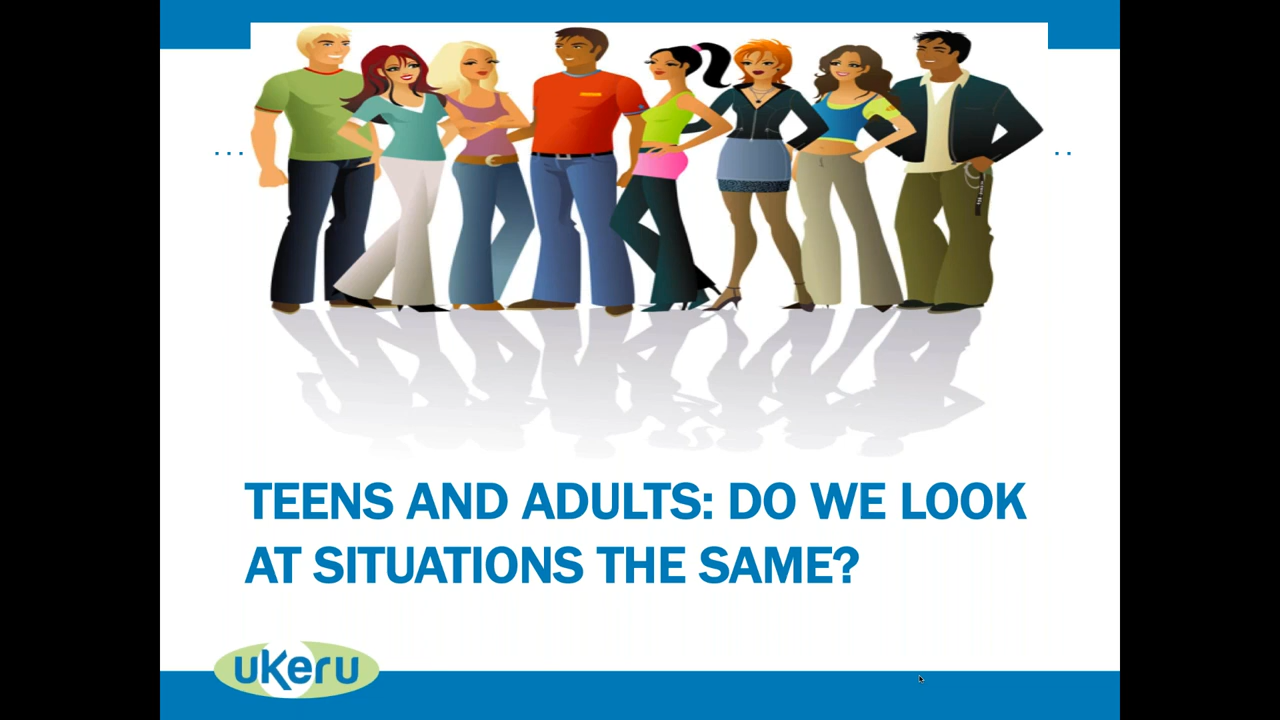 TEENS AND ADULTS: DO WE LOOK
AT SITUATIONS THE SAME?
ukeru